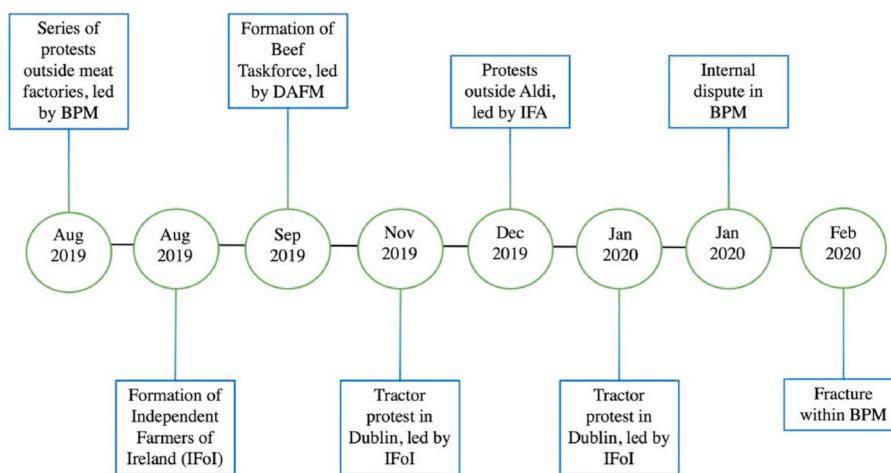 Series of
protests
outside meat
factories, led
by BPM
Formation of
Beef
Taskforce, led
by DAFM
Protests
outside Aldi,
led by IFA
Internal
dispute in
BPM
Aug
2019
Aug
2019
Sep
2019
Nov
2019
Dec
2019
Jan
2020
Jan
2020
Feb
2020
Formation of
Independent
Farmers of
Ireland (IFoI)
Tractor
protest in
Dublin, led by
IFoI
Tractor
protest in
Dublin, led by
IFoI
Fracture
within BPM